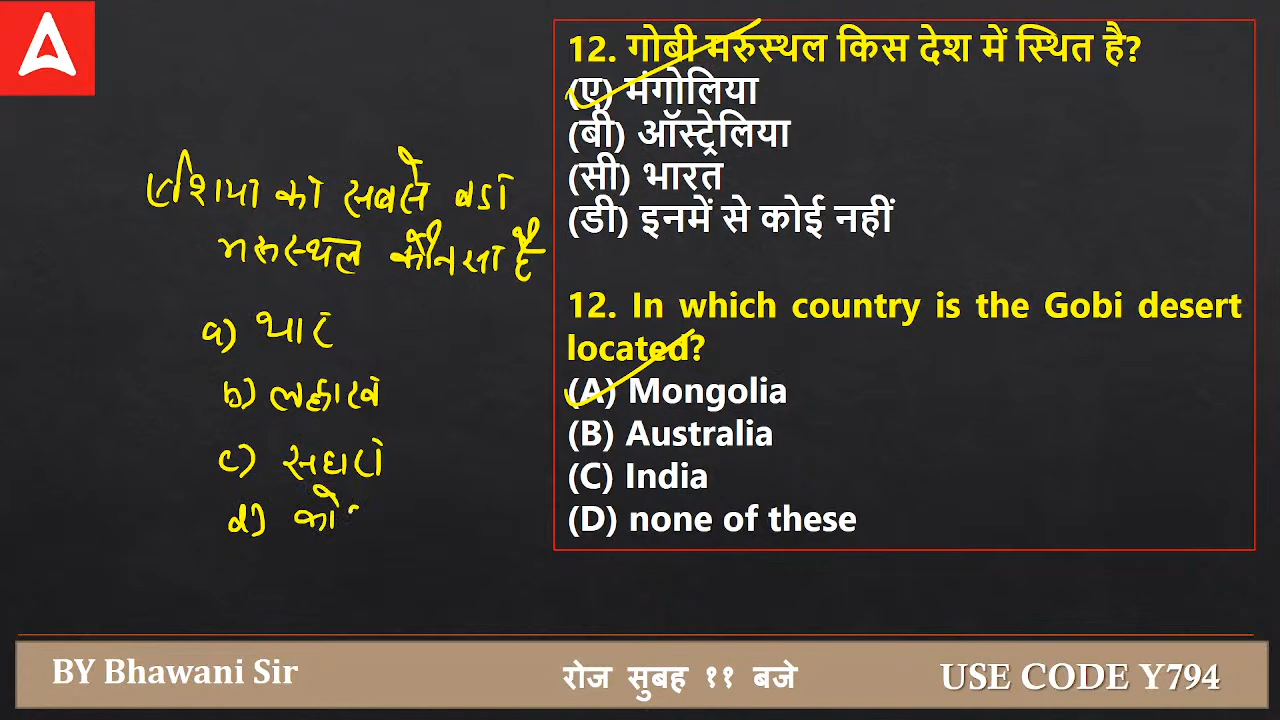 12. गोबी मरुस्थल किस देश में स्थित है?
(ए) मंगोलिया
(बी) ऑस्ट्रेलिया
(सी) भारत
(डी) इनमें से कोई नहीं
12. In which country is the Gobi desert
located?
(A) Mongolia
(B) Australia
(C) India
(D) none of these
एशिया का सबसे बडा
मरुस्थल कौनसा है
a) थार
b)
c)
d)
BY Bhawani Sir
रोज सुबह ११ बजे
USE CODE Y794